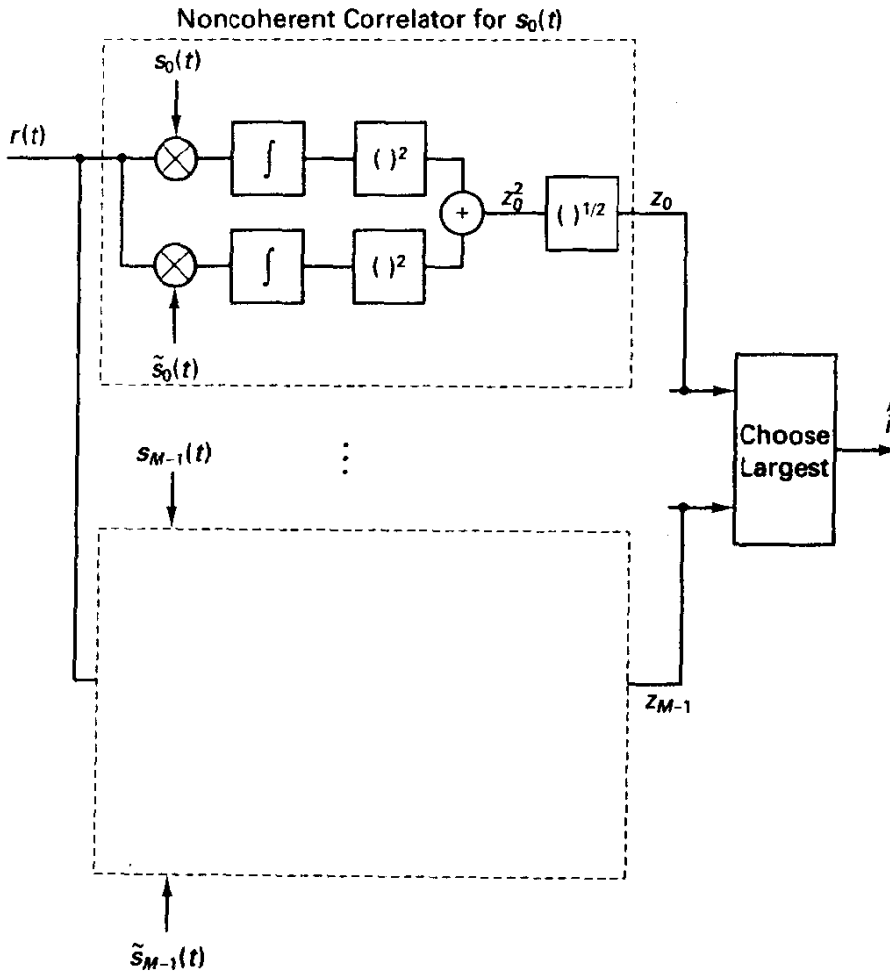 Noncoherent Correlator for s₀(t)
s₀(t)
r(t)
∫
( )²
+
z₀²
( )^{1/2}
z₀
∫
( )²
s̃₀(t)
s_{M−1}(t)
⋮
Choose
Largest
z_{M−1}
s̃_{M−1}(t)